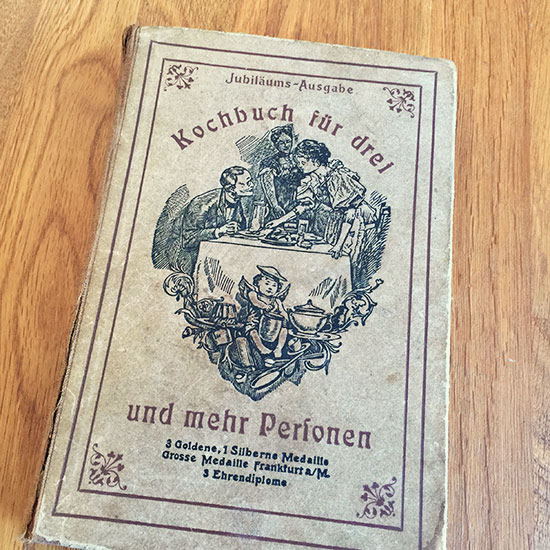 Jubiläums-Ausgabe
Kochbuch für drei
und mehr Perſonen
3 Goldene, 1 Silberne Medaille
Grosse Medaille Frankfurt a/M.
3 Ehrendiplome